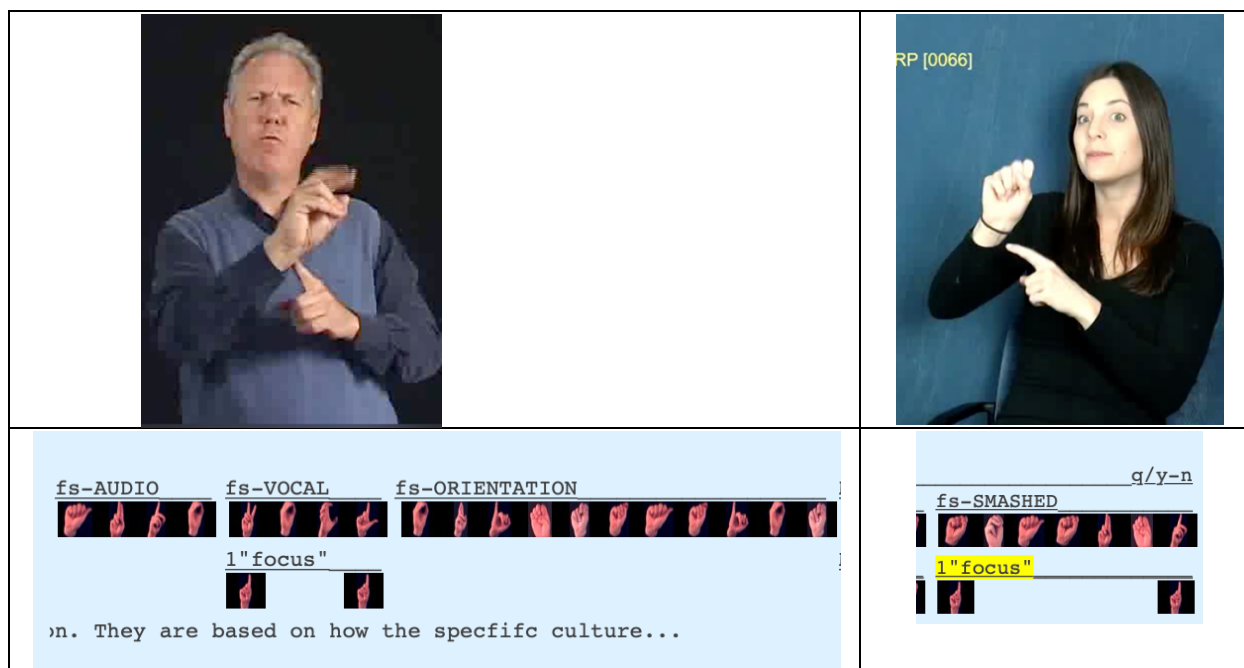 RP [0066]
fs-AUDIO fs-VOCAL fs-ORIENTATION
1"focus"
on. They are based on how the specfifc culture...
q/y-n
fs-SMASHED
1"focus"